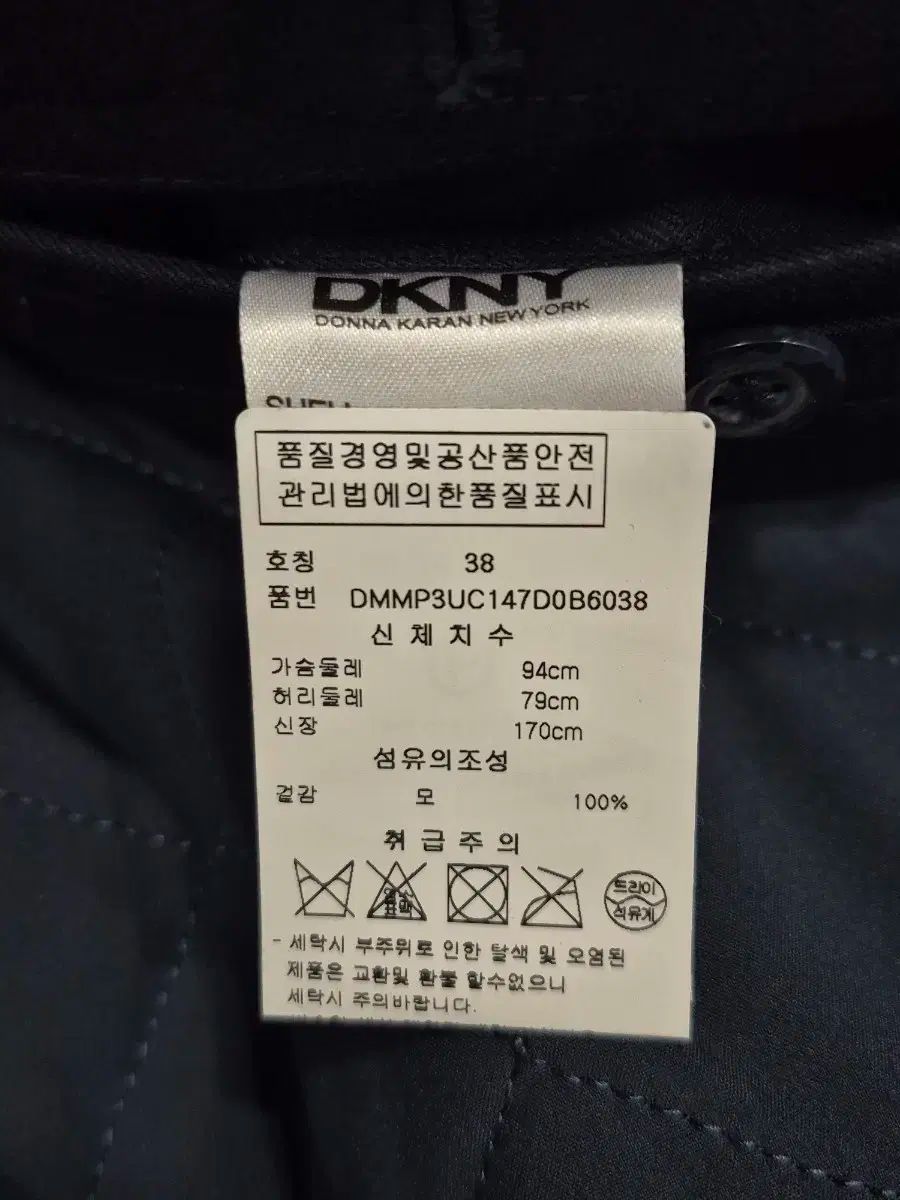 DKNY
DONNA KARAN NEW YORK
품질경영및공산품안전
관리법에의한품질표시
호칭 38
품번 DMMP3UC147D0B6038
신체치수
가슴둘레 94cm
허리둘레 79cm
신장 170cm
섬유의조성
겉감 모 100%
취급주의
드라이
석유계
- 세탁시 부주위로 인한 탈색 및 오염된
제품은 교환및 환불 할수없으니
세탁시 주의바랍니다.